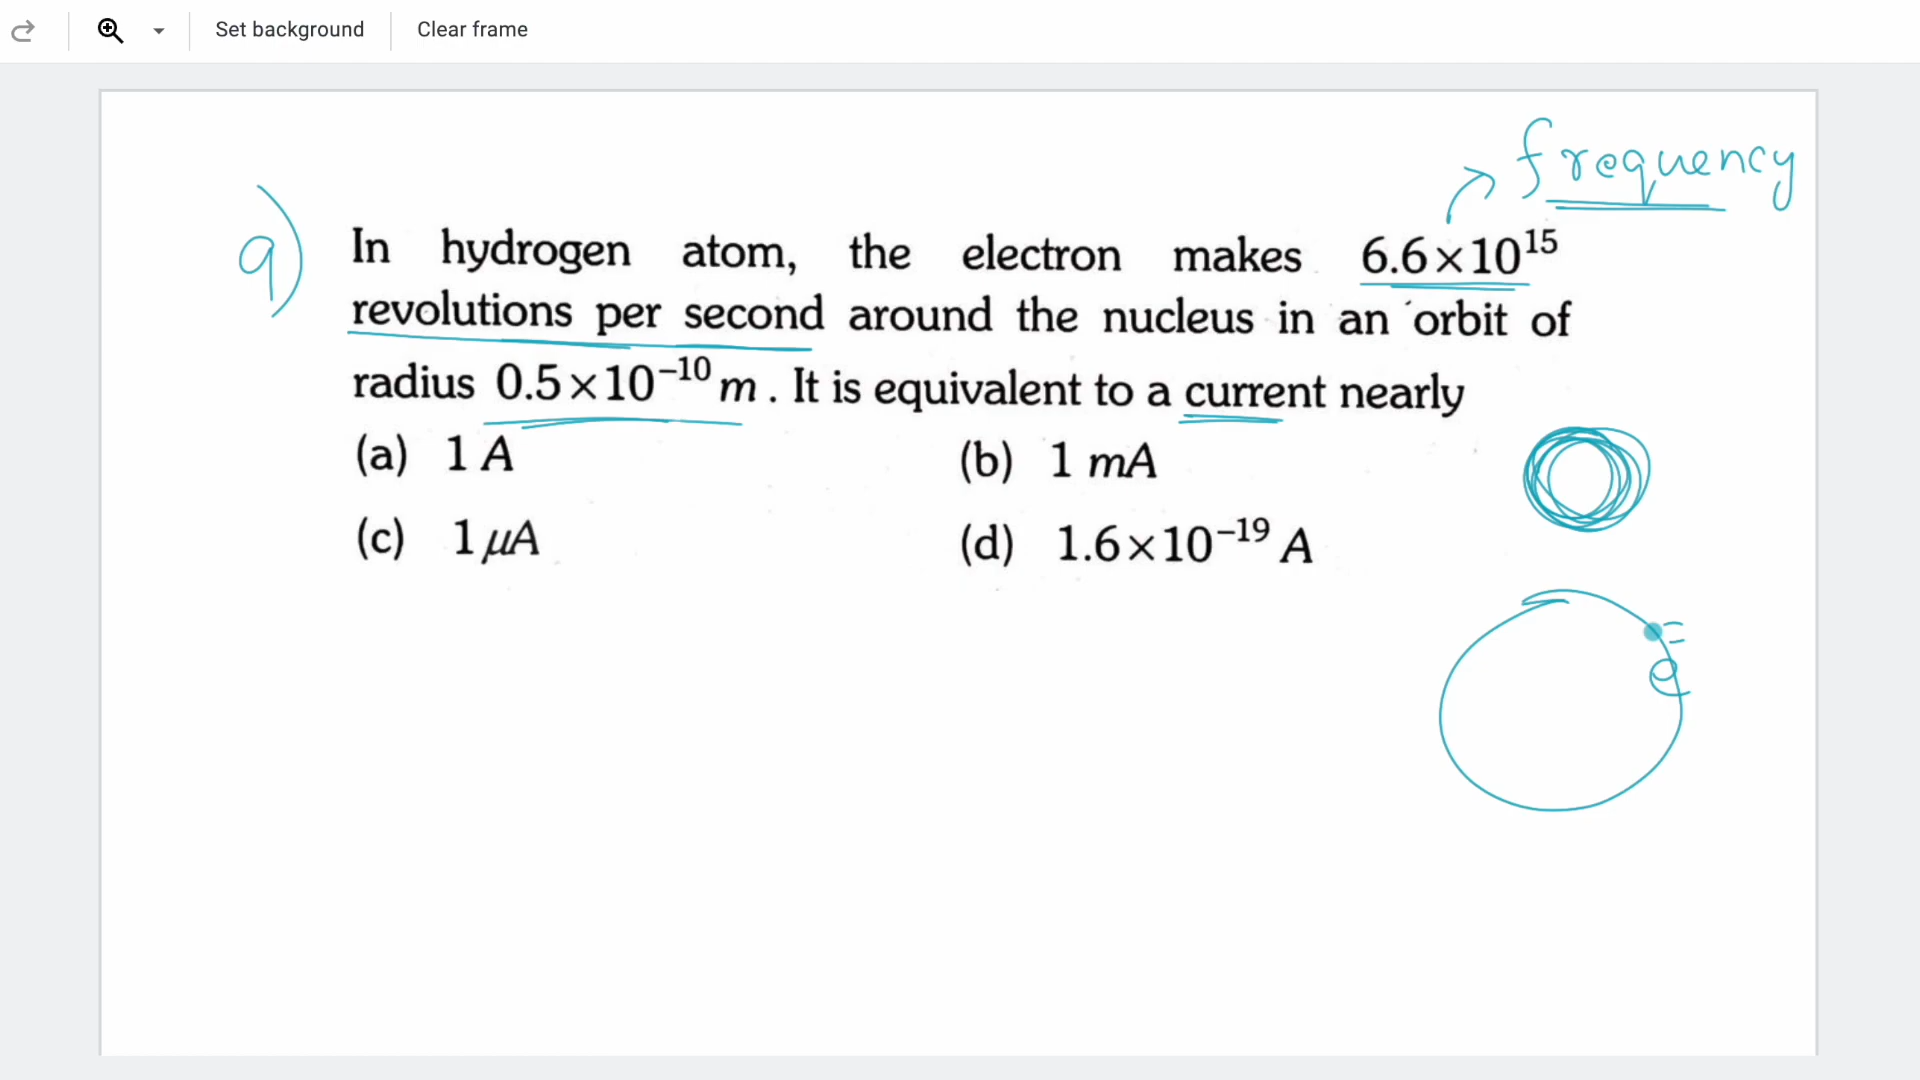 Set background Clear frame
frequency
9) In hydrogen atom, the electron makes 6.6×10¹⁵
revolutions per second around the nucleus in an orbit of
radius 0.5×10⁻¹⁰ m. It is equivalent to a current nearly
(a) 1 A (b) 1 mA
(c) 1 μA (d) 1.6×10⁻¹⁹ A
e